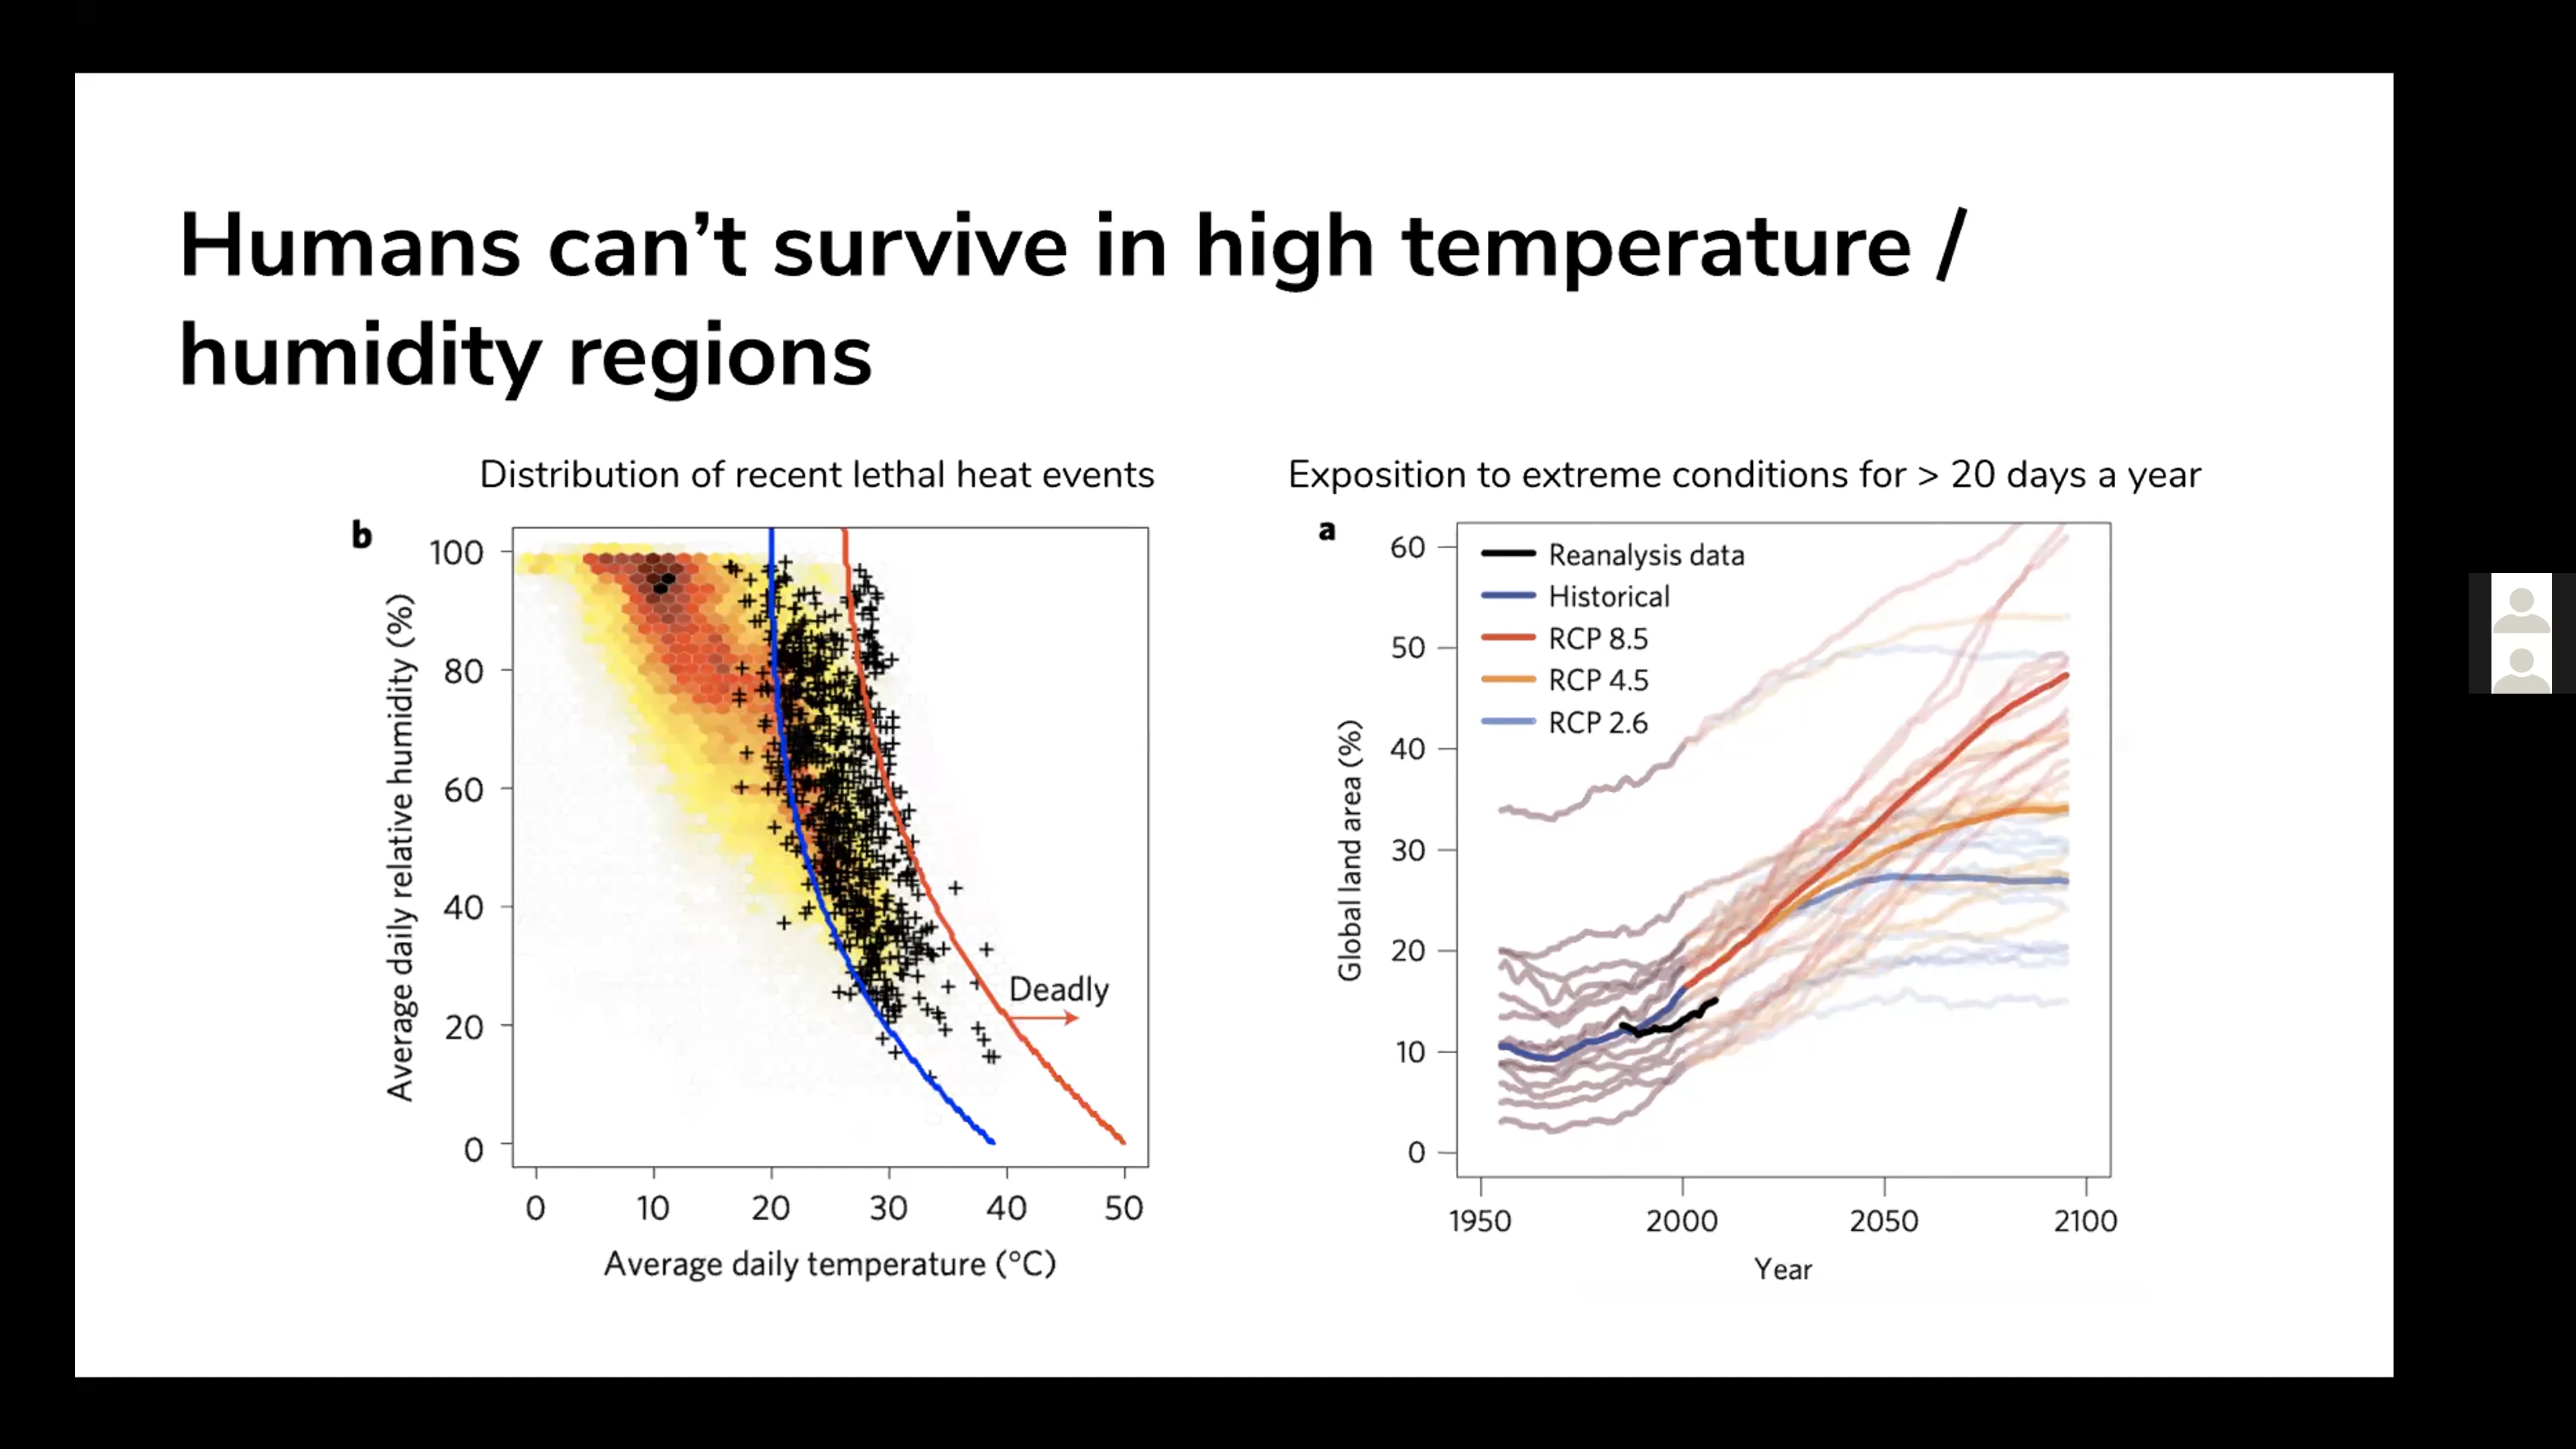 Humans can't survive in high temperature /
humidity regions
Distribution of recent lethal heat events
b
Average daily relative humidity (%)
100
80
60
40
20
0
Deadly
0 10 20 30 40 50
Average daily temperature (°C)
Exposition to extreme conditions for > 20 days a year
a
Global land area (%)
60
50
40
30
20
10
0
Reanalysis data
Historical
RCP 8.5
RCP 4.5
RCP 2.6
1950 2000 2050 2100
Year